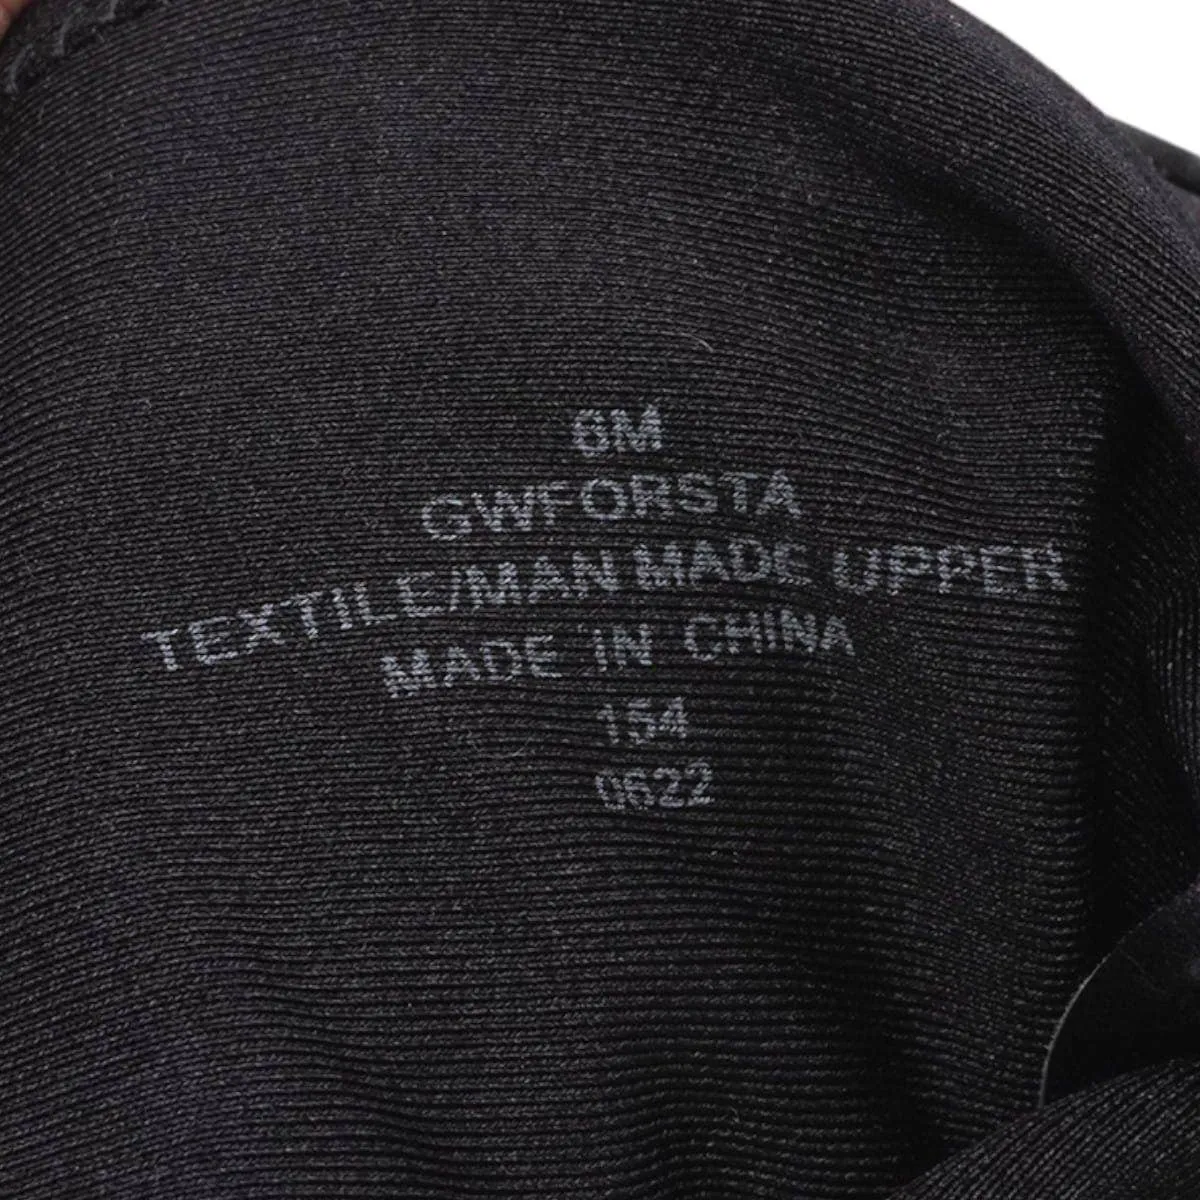 6M
GWFORSTA
TEXTILE/MAN MADE UPPER
MADE IN CHINA
154
0622